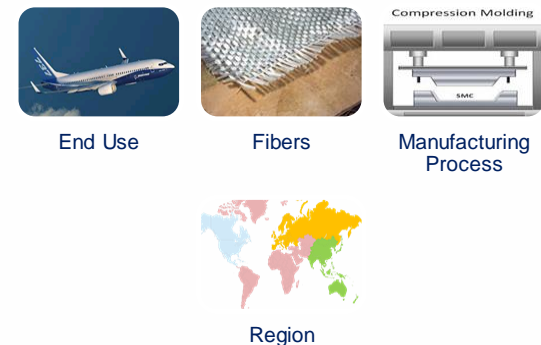 Compression Molding
SMC
End Use
Fibers
Manufacturing
Process
Region